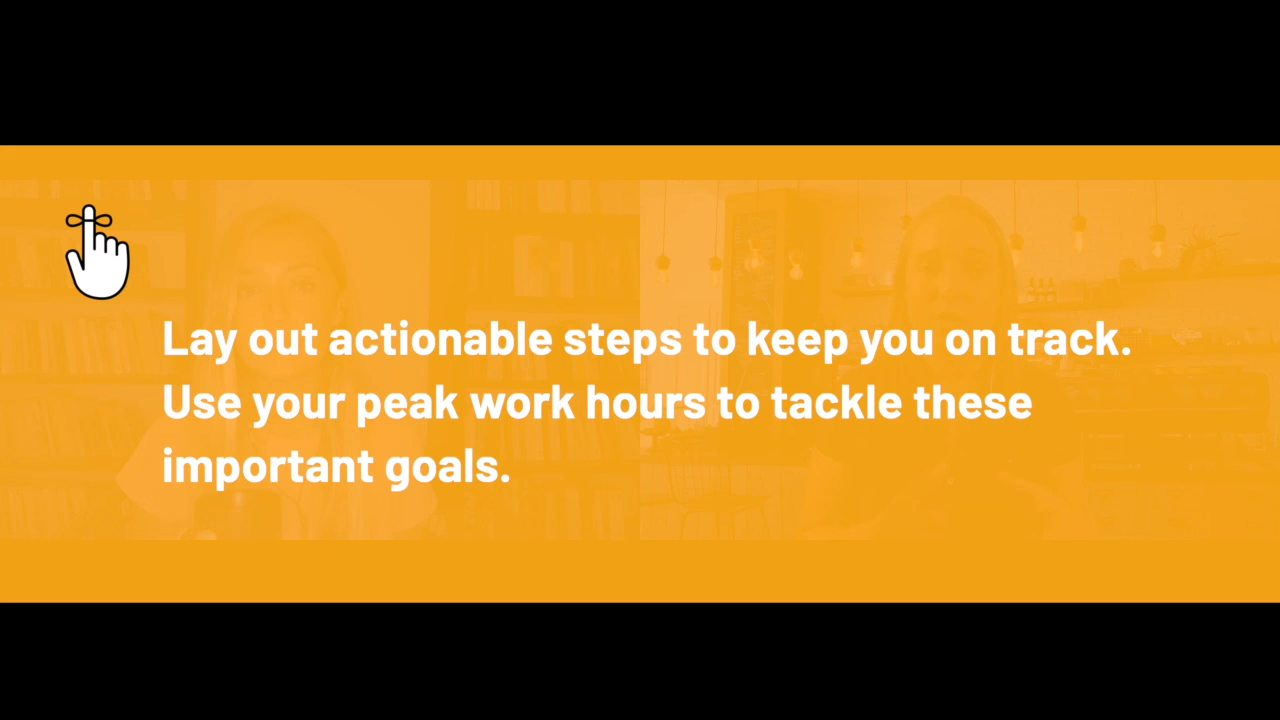 Lay out actionable steps to keep you on track.
Use your peak work hours to tackle these
important goals.